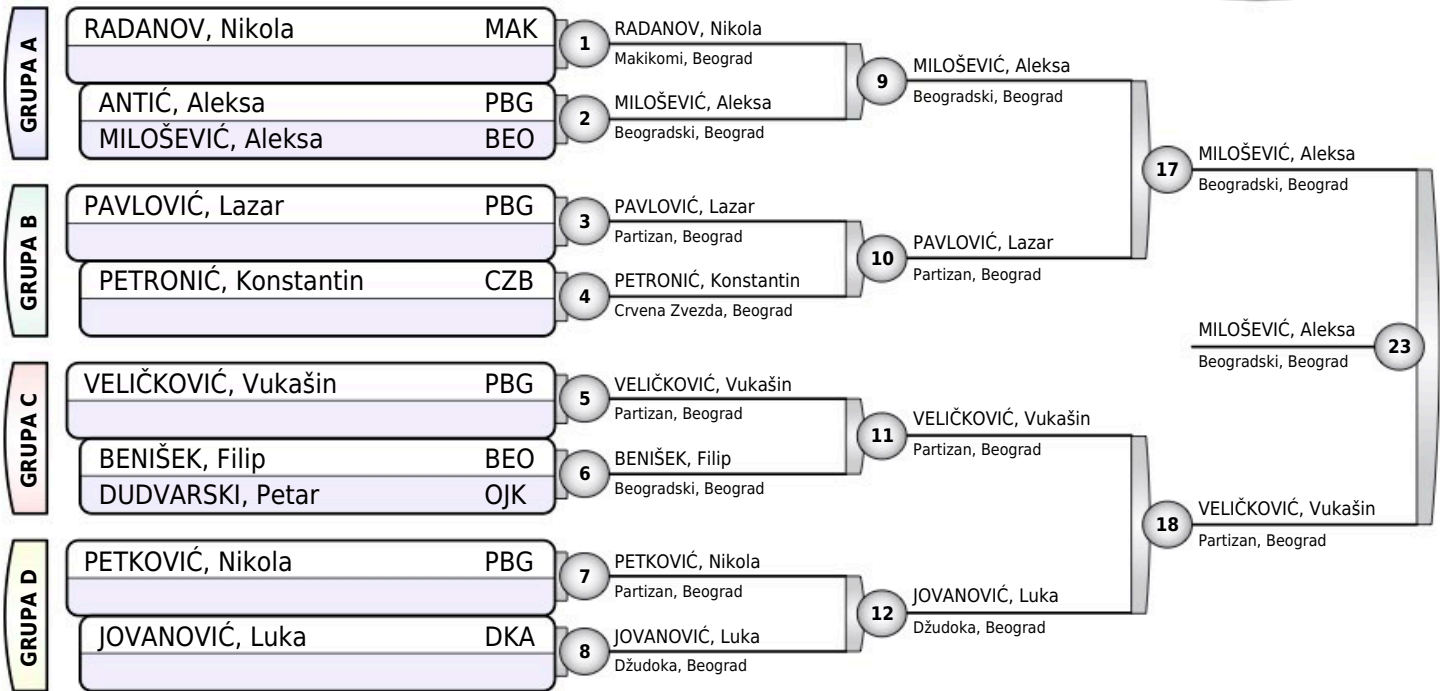 GRUPA A
RADANOV, Nikola MAK
ANTIĆ, Aleksa PBG
MILOŠEVIĆ, Aleksa BEO
GRUPA B
PAVLOVIĆ, Lazar PBG
PETRONIĆ, Konstantin CZB
GRUPA C
VELIČKOVIĆ, Vukašin PBG
BENIŠEK, Filip BEO
DUDVARSKI, Petar OJK
GRUPA D
PETKOVIĆ, Nikola PBG
JOVANOVIĆ, Luka DKA
1
RADANOV, Nikola
Makikomi, Beograd
2
MILOŠEVIĆ, Aleksa
Beogradski, Beograd
3
PAVLOVIĆ, Lazar
Partizan, Beograd
4
PETRONIĆ, Konstantin
Crvena Zvezda, Beograd
5
VELIČKOVIĆ, Vukašin
Partizan, Beograd
6
BENIŠEK, Filip
Beogradski, Beograd
7
PETKOVIĆ, Nikola
Partizan, Beograd
8
JOVANOVIĆ, Luka
Džudoka, Beograd
9
MILOŠEVIĆ, Aleksa
Beogradski, Beograd
10
PAVLOVIĆ, Lazar
Partizan, Beograd
11
VELIČKOVIĆ, Vukašin
Partizan, Beograd
12
JOVANOVIĆ, Luka
Džudoka, Beograd
17
MILOŠEVIĆ, Aleksa
Beogradski, Beograd
18
VELIČKOVIĆ, Vukašin
Partizan, Beograd
MILOŠEVIĆ, Aleksa
Beogradski, Beograd
23